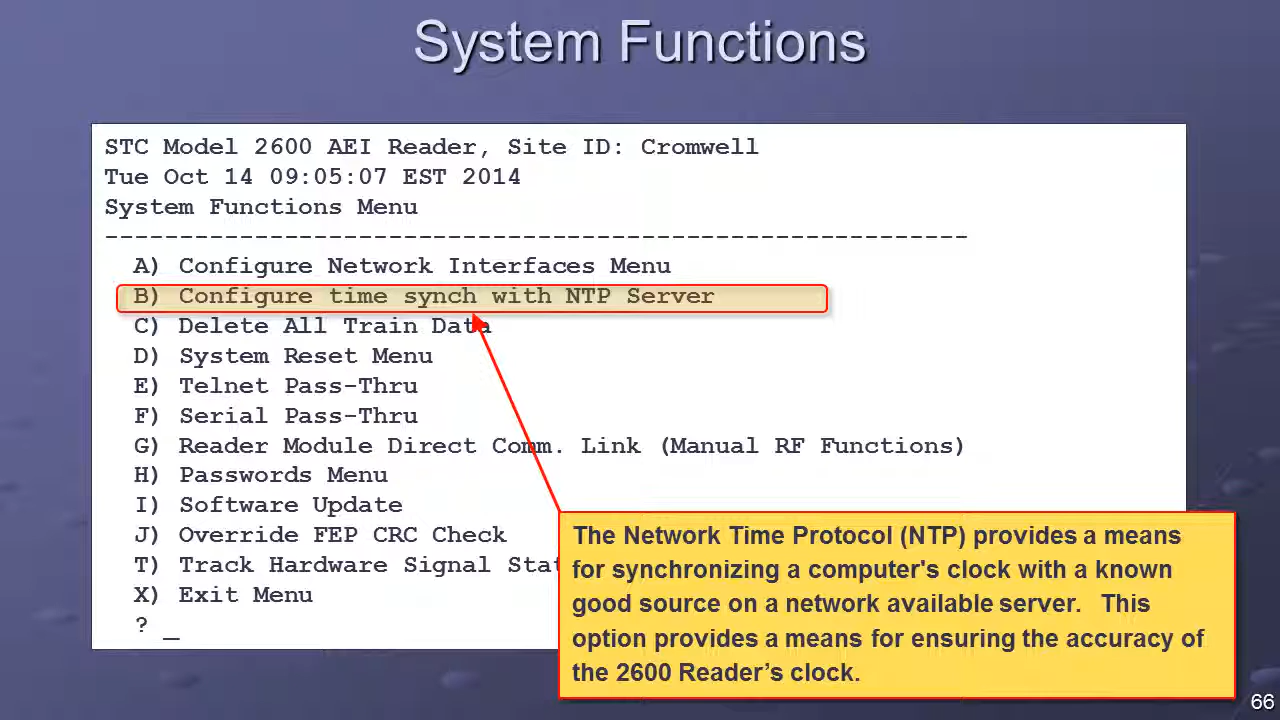 System Functions
STC Model 2600 AEI Reader, Site ID: Cromwell
Tue Oct 14 09:05:07 EST 2014
System Functions Menu
----------------------------------------------------------
A) Configure Network Interfaces Menu
B) Configure time synch with NTP Server
C) Delete All Train Data
D) System Reset Menu
E) Telnet Pass-Thru
F) Serial Pass-Thru
G) Reader Module Direct Comm. Link (Manual RF Functions)
H) Passwords Menu
I) Software Update
J) Override FEP CRC Check
T) Track Hardware Signal Stat
X) Exit Menu
? _
The Network Time Protocol (NTP) provides a means
for synchronizing a computer's clock with a known
good source on a network available server. This
option provides a means for ensuring the accuracy of
the 2600 Reader’s clock.
66